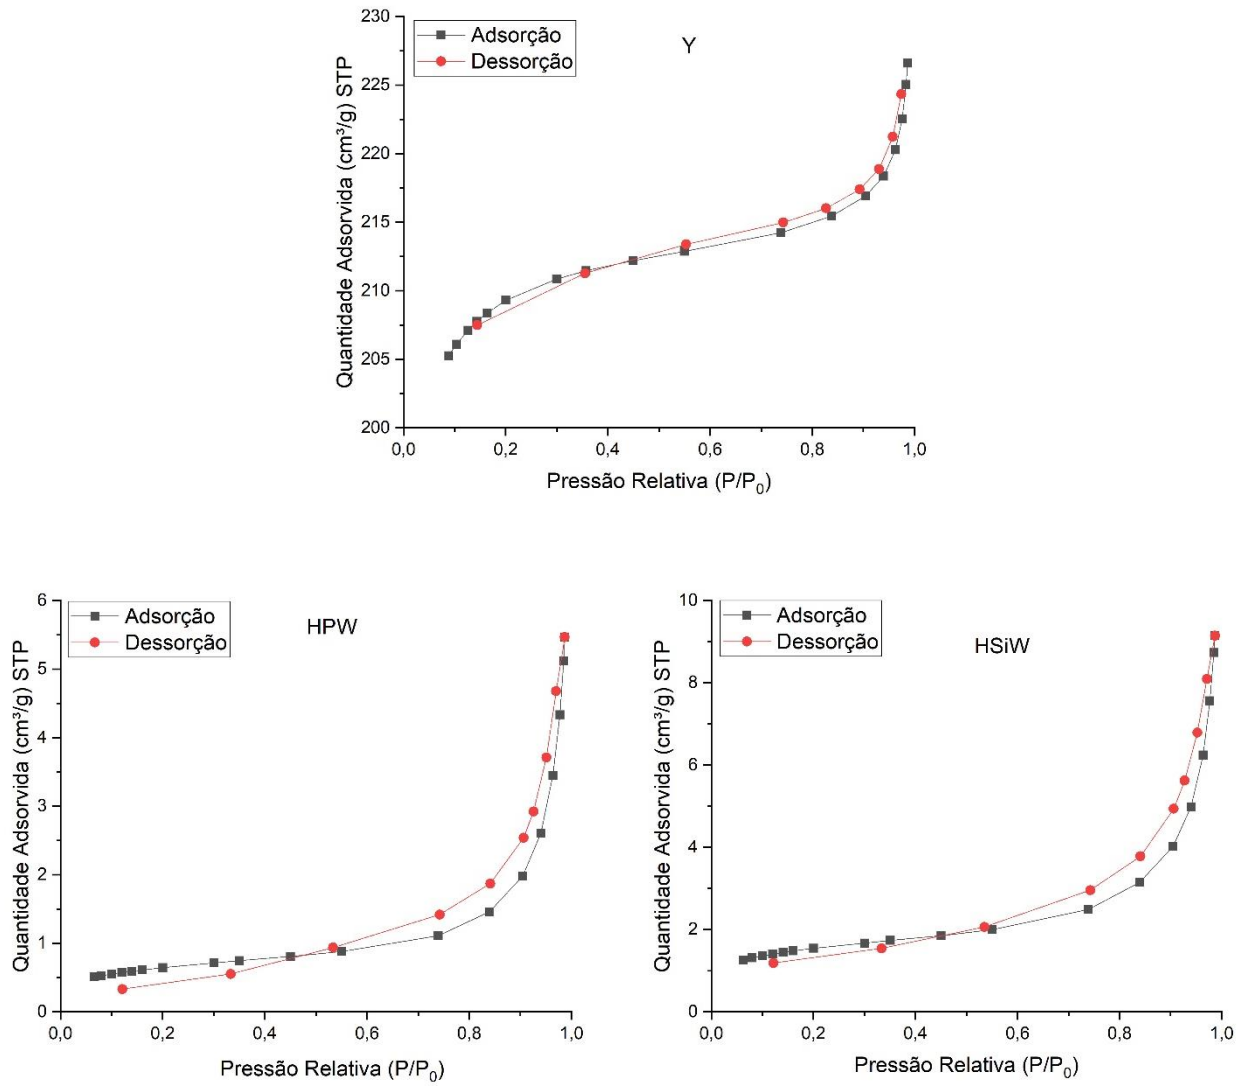 Quantidade Adsorvida (cm³/g) STP
230
225
220
215
210
205
200
Adsorção
Dessorção
Y
0,0 0,2 0,4 0,6 0,8 1,0
Pressão Relativa (P/P₀)
Quantidade Adsorvida (cm³/g) STP
6
5
4
3
2
1
0
Adsorção
Dessorção
HPW
0,0 0,2 0,4 0,6 0,8 1,0
Pressão Relativa (P/P₀)
Quantidade Adsorvida (cm³/g) STP
10
8
6
4
2
0
Adsorção
Dessorção
HSiW
0,0 0,2 0,4 0,6 0,8 1,0
Pressão Relativa (P/P₀)